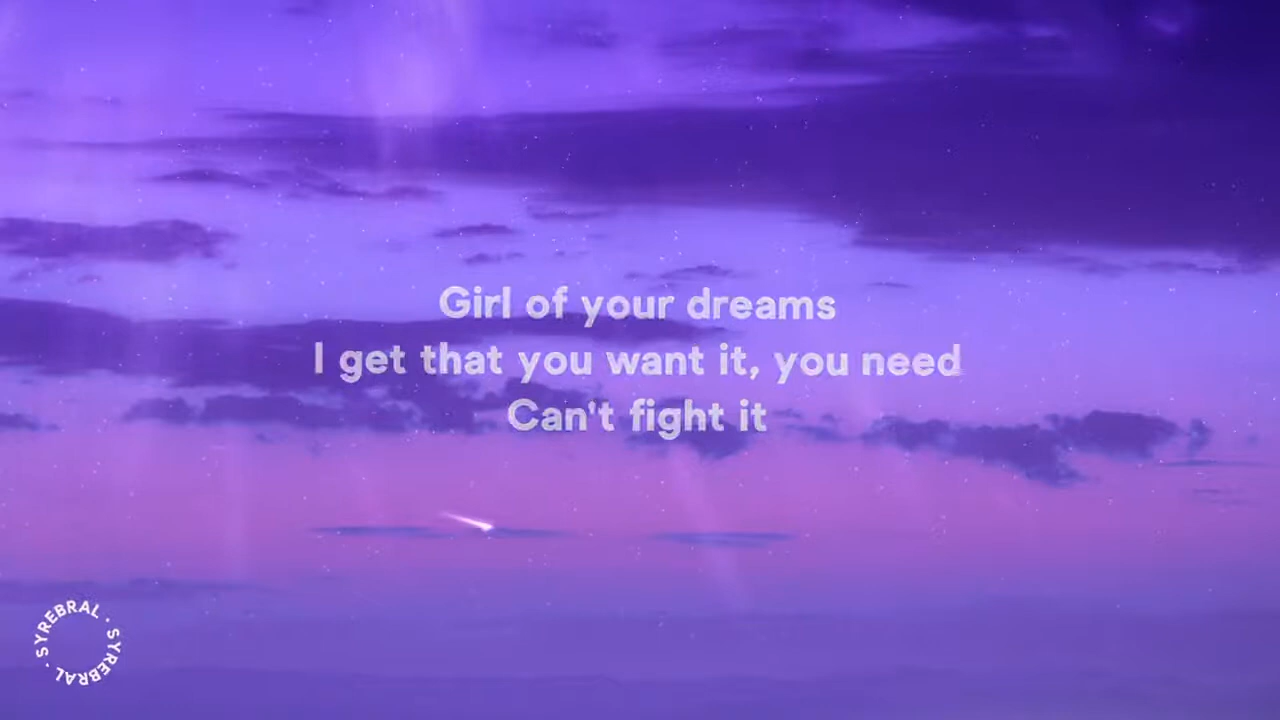 Girl of your dreams
I get that you want it, you need
Can't fight it
SYREBRAL · SYREBRAL ·